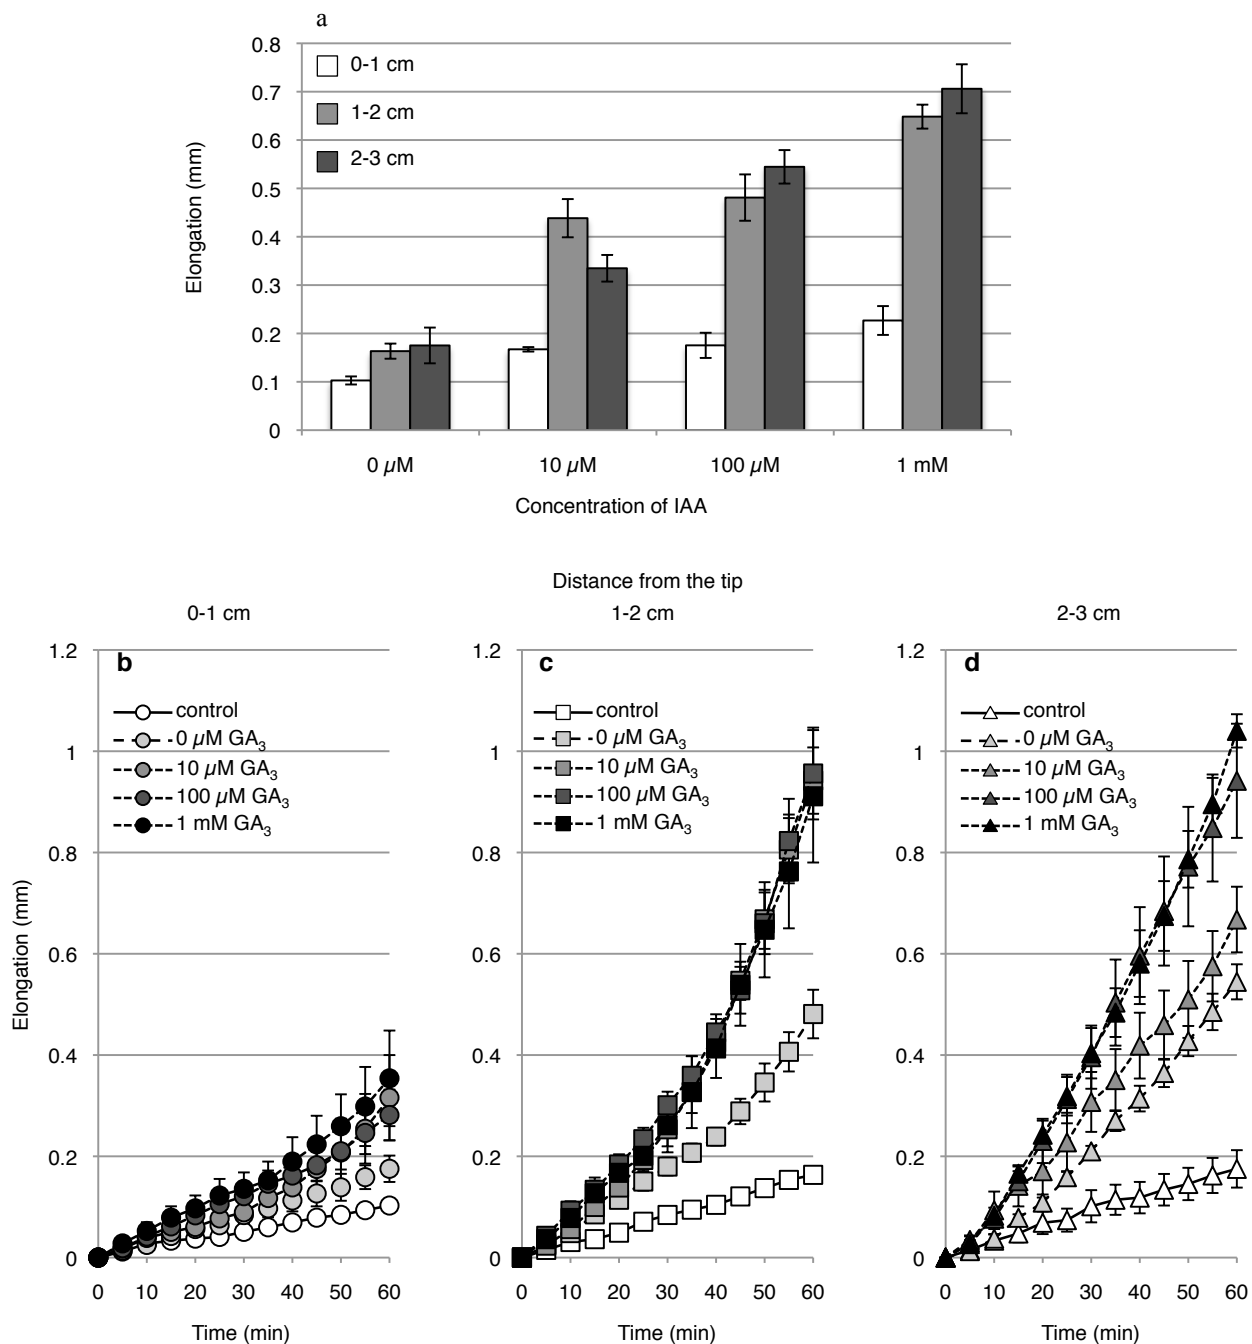 a
0.8
0.7
0.6
0.5
0.4
0.3
0.2
0.1
0
Elongation (mm)
0-1 cm
1-2 cm
2-3 cm
0 µM
10 µM
100 µM
1 mM
Concentration of IAA
Distance from the tip
0-1 cm
1-2 cm
2-3 cm
Elongation (mm)
b
1.2
1
0.8
0.6
0.4
0.2
0
control
0 µM GA₃
10 µM GA₃
100 µM GA₃
1 mM GA₃
0 10 20 30 40 50 60
Time (min)
c
1.2
1
0.8
0.6
0.4
0.2
0
control
0 µM GA₃
10 µM GA₃
100 µM GA₃
1 mM GA₃
0 10 20 30 40 50 60
Time (min)
d
1.2
1
0.8
0.6
0.4
0.2
0
control
0 µM GA₃
10 µM GA₃
100 µM GA₃
1 mM GA₃
0 10 20 30 40 50 60
Time (min)